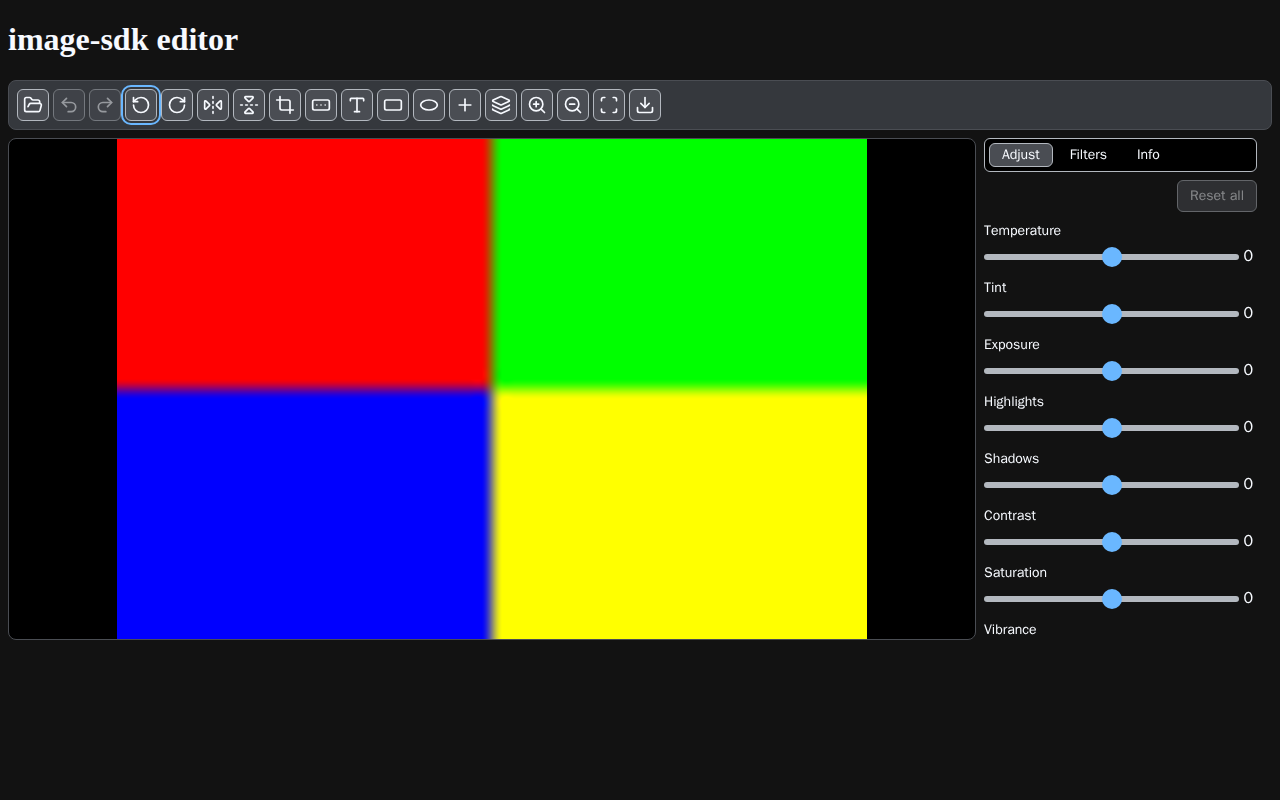 image-sdk editor
Adjust Filters Info
Reset all
Temperature
0
Tint
0
Exposure
0
Highlights
0
Shadows
0
Contrast
0
Saturation
0
Vibrance